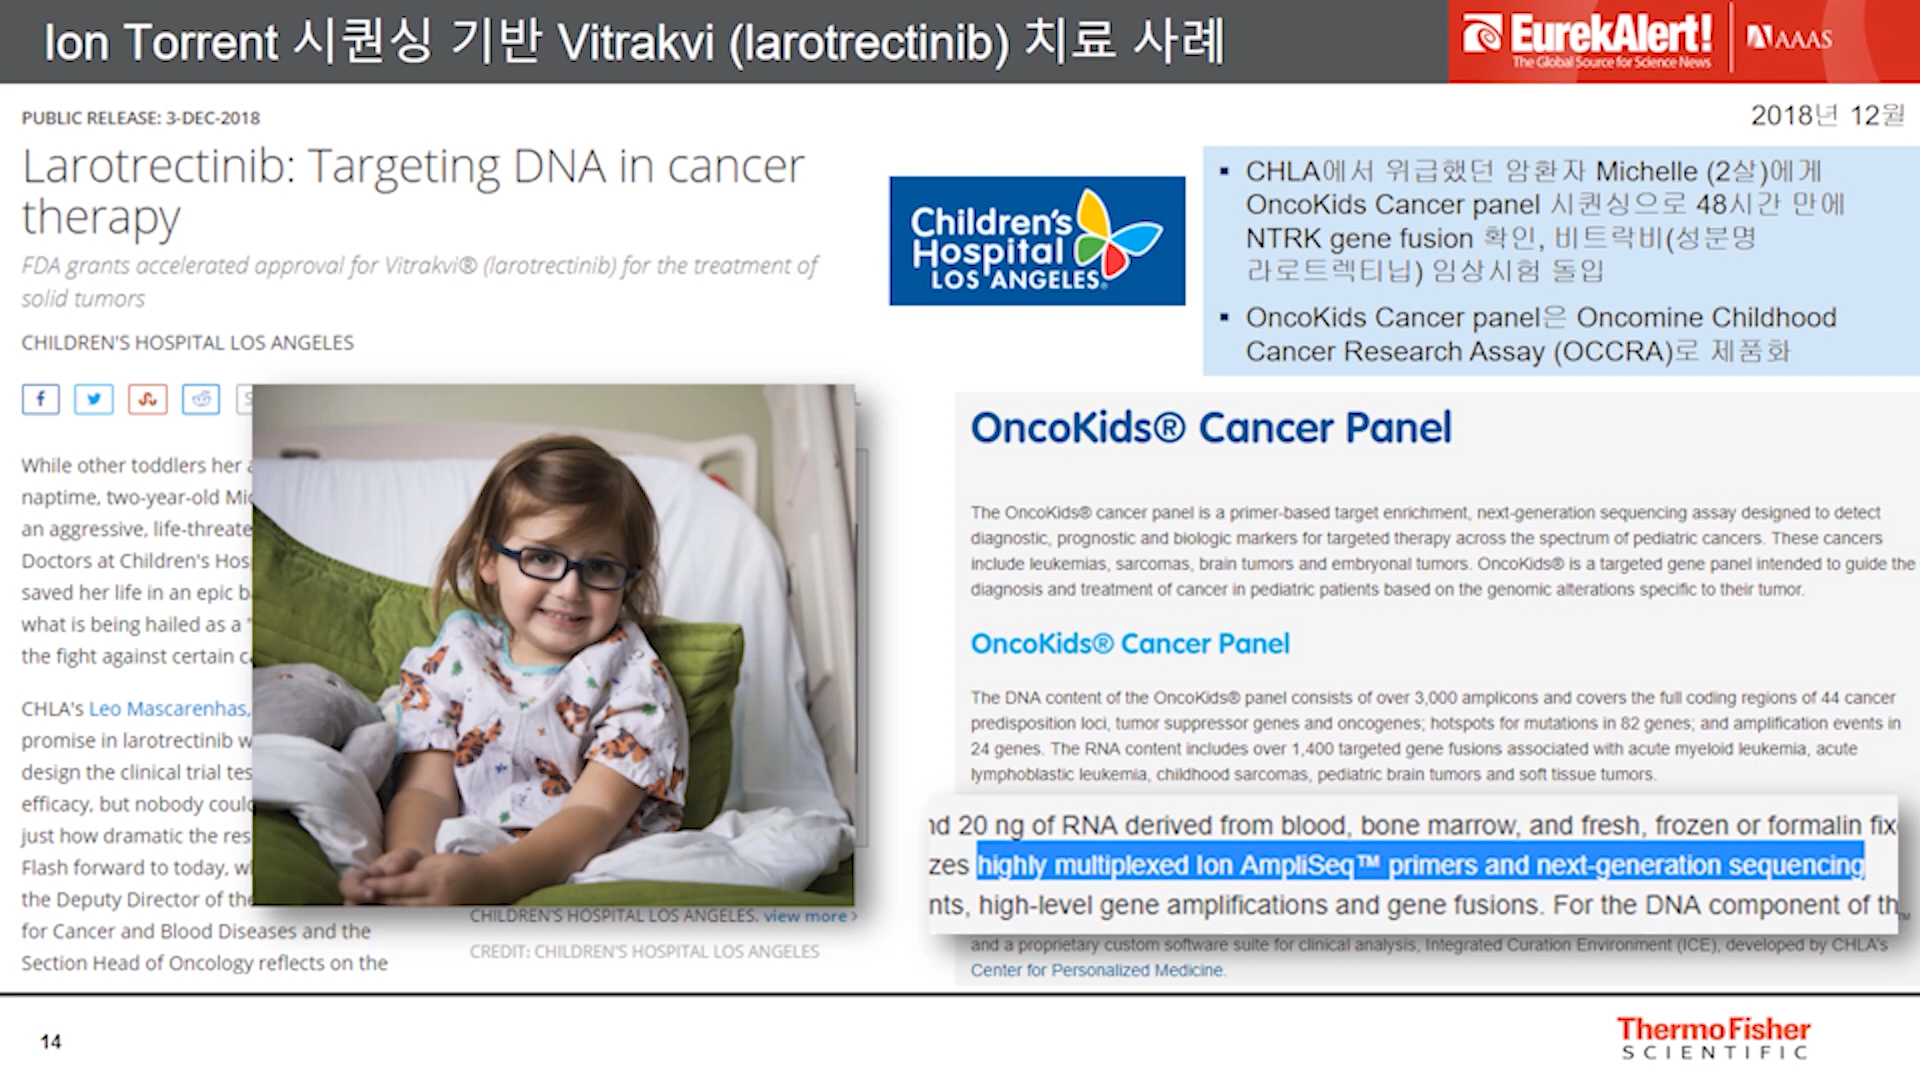 Ion Torrent 시퀀싱 기반 Vitrakvi (larotrectinib) 치료 사례
EurekAlert!
The Global Source for Science News
AAAS
PUBLIC RELEASE: 3-DEC-2018
Larotrectinib: Targeting DNA in cancer
therapy
FDA grants accelerated approval for Vitrakvi® (larotrectinib) for the treatment of
solid tumors
CHILDREN'S HOSPITAL LOS ANGELES
While other toddlers her
naptime, two-year-old
an aggressive,
Doctors at Children's
saved her life in an epic
what is being hailed as a
the fight against certain
CHLA's Leo Mascarenhas,
promise in larotrectinib
design the clinical trial
efficacy, but nobody
just how dramatic the
Flash forward to today,
the Deputy Director of
for Cancer and Blood Diseases and the
Section Head of Oncology reflects on the
CHILDREN'S HOSPITAL LOS ANGELES. view more >
CREDIT: CHILDREN'S HOSPITAL LOS ANGELES
Children's
Hospital
LOS ANGELES®
2018년 12월
▪ CHLA에서 위급했던 암환자 Michelle (2살)에게
OncoKids Cancer panel 시퀀싱으로 48시간 만에
NTRK gene fusion 확인, 비트락비(성분명
라로트렉티닙) 임상시험 돌입
▪ OncoKids Cancer panel은 Oncomine Childhood
Cancer Research Assay (OCCRA)로 제품화
OncoKids® Cancer Panel
The OncoKids® cancer panel is a primer-based target enrichment, next-generation sequencing assay designed to detect
diagnostic, prognostic and biologic markers for targeted therapy across the spectrum of pediatric cancers. These cancers
include leukemias, sarcomas, brain tumors and embryonal tumors. OncoKids® is a targeted gene panel intended to guide the
diagnosis and treatment of cancer in pediatric patients based on the genomic alterations specific to their tumor.
OncoKids® Cancer Panel
The DNA content of the OncoKids® panel consists of over 3,000 amplicons and covers the full coding regions of 44 cancer
predisposition loci, tumor suppressor genes and oncogenes; hotspots for mutations in 82 genes; and amplification events in
24 genes. The RNA content includes over 1,400 targeted gene fusions associated with acute myeloid leukemia, acute
lymphoblastic leukemia, childhood sarcomas, pediatric brain tumors and soft tissue tumors.
20 ng of RNA derived from blood, bone marrow, and fresh, frozen or formalin
highly multiplexed Ion AmpliSeq™ primers and next-generation sequencing
high-level gene amplifications and gene fusions. For the DNA component of
and a proprietary custom software suite for clinical analysis, Integrated Curation Environment (ICE), developed by CHLA's
Center for Personalized Medicine.
14
ThermoFisher
SCIENTIFIC